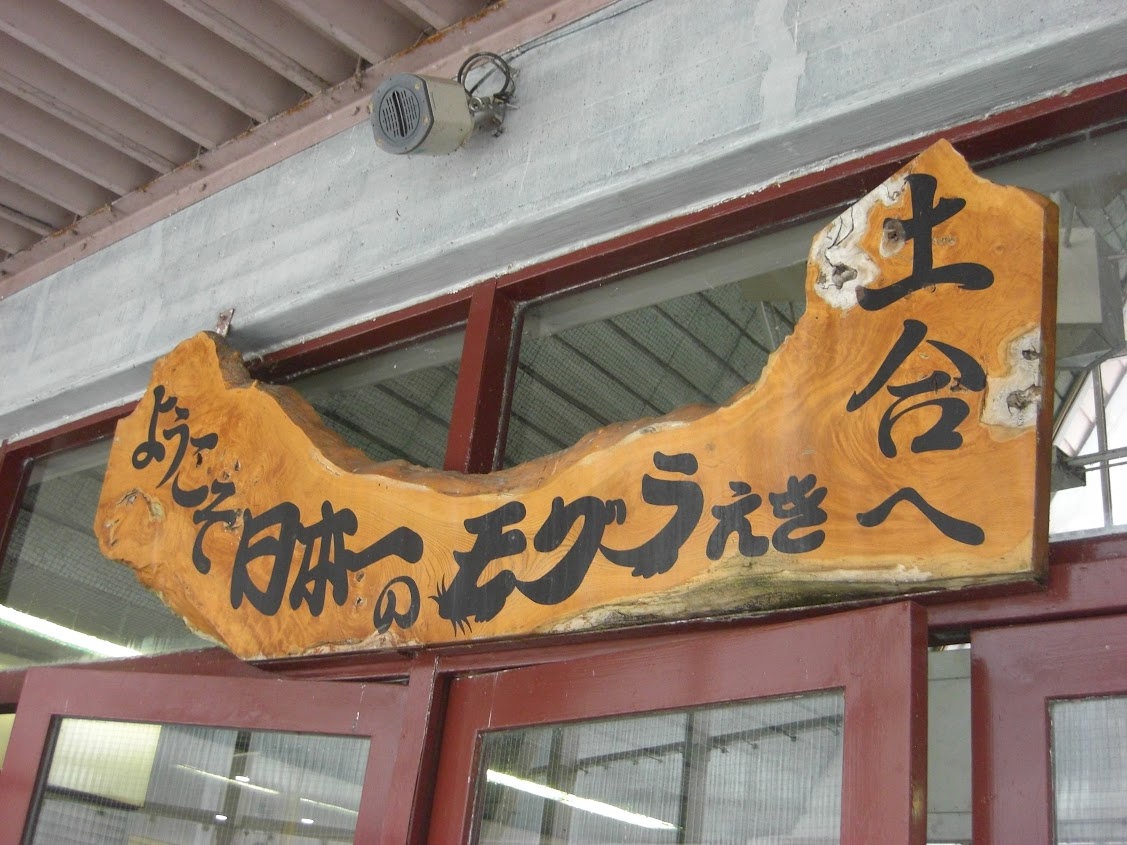 ようこそ
日本一の
モグラえき
土合へ